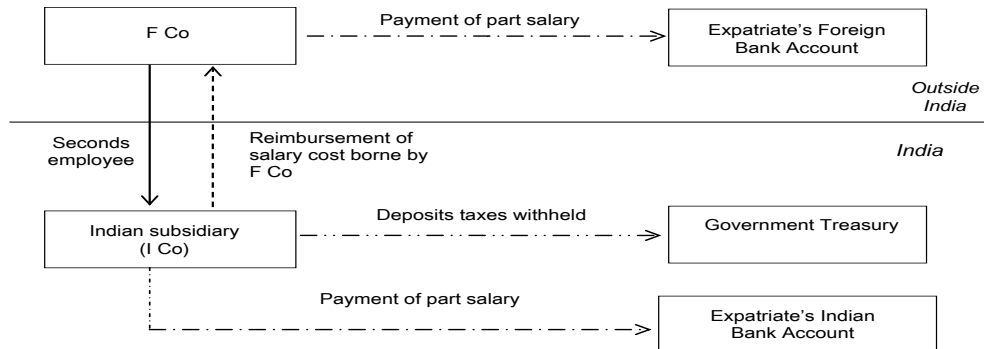 F Co
Payment of part salary
Expatriate's Foreign
Bank Account
Outside
India
Seconds
employee
Reimbursement of
salary cost borne by
F Co
India
Indian subsidiary
(I Co)
Deposits taxes withheld
Government Treasury
Payment of part salary
Expatriate's Indian
Bank Account